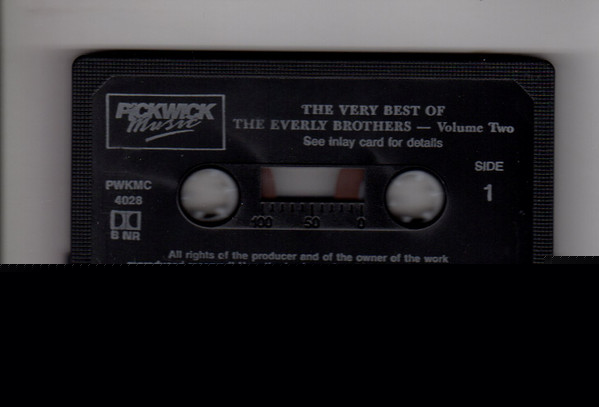 PICKWICK
Music
THE VERY BEST OF
THE EVERLY BROTHERS — Volume Two
See inlay card for details
SIDE
1
PWKMC
4028
B NR
100 50 0
All rights of the producer and of the owner of the work